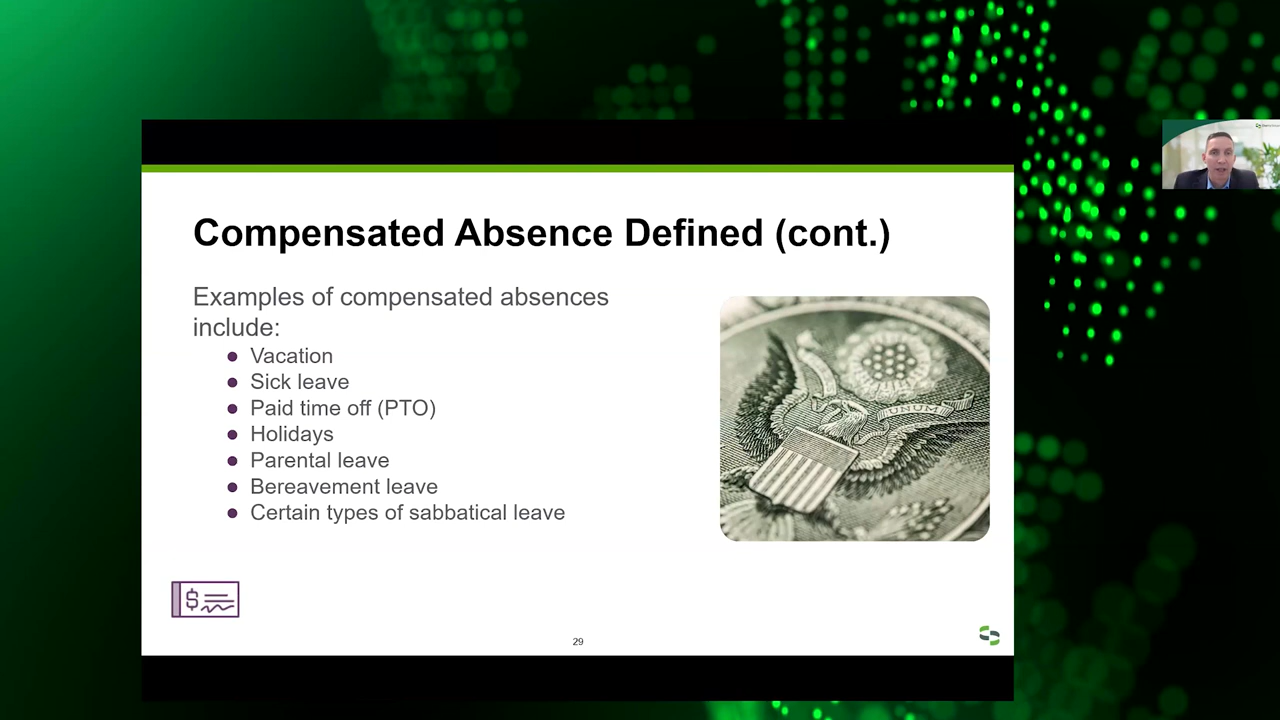 Compensated Absence Defined (cont.)
Examples of compensated absences
include:
● Vacation
● Sick leave
● Paid time off (PTO)
● Holidays
● Parental leave
● Bereavement leave
● Certain types of sabbatical leave
UNUM
$
29